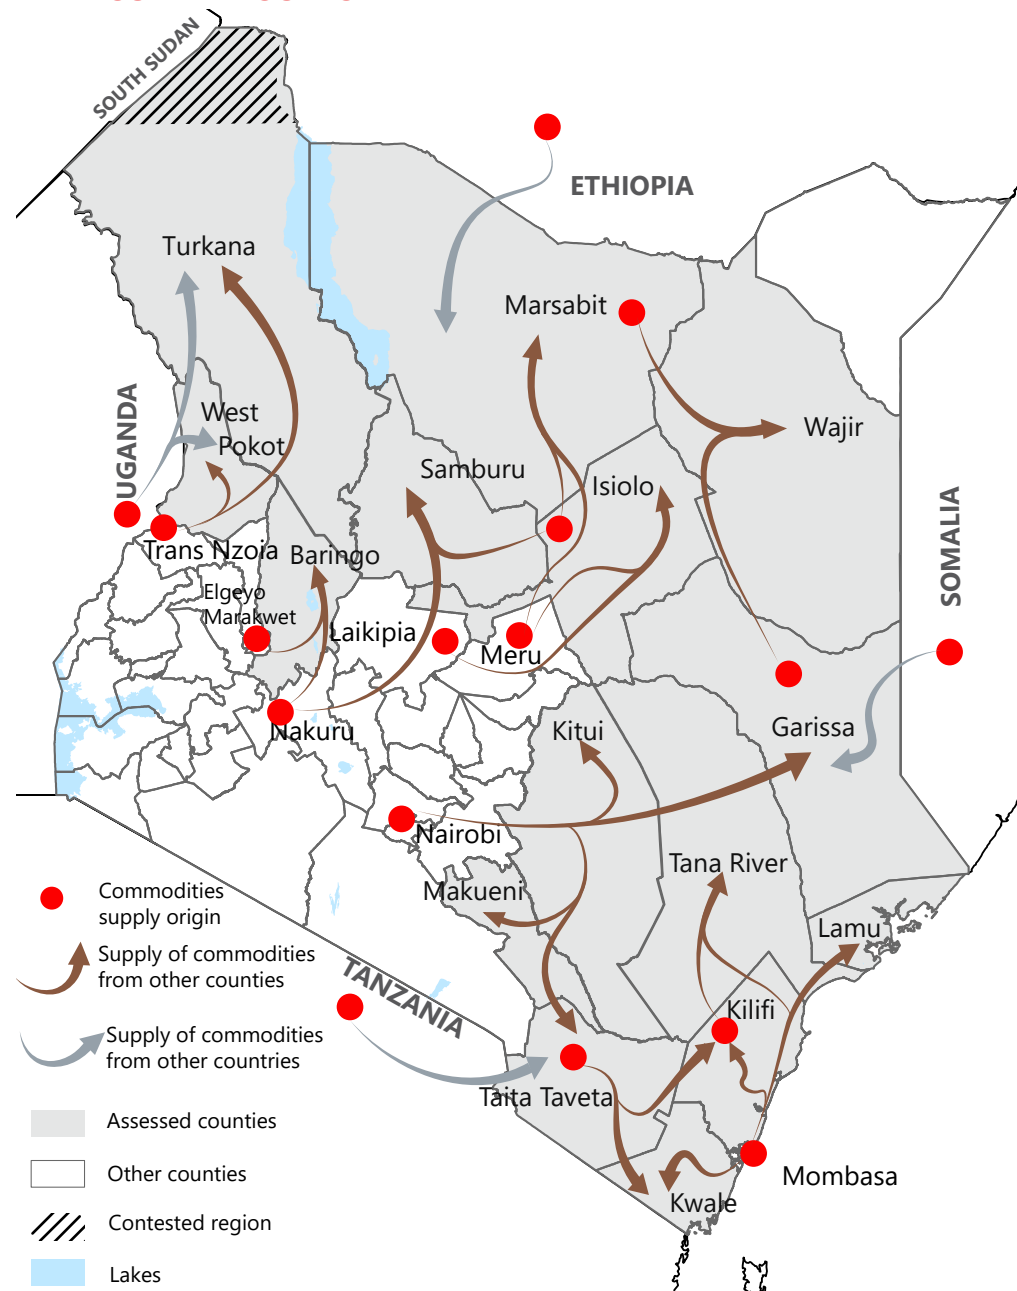 SOUTH SUDAN
ETHIOPIA
Turkana
Marsabit
UGANDA
West
Pokot
Wajir
Samburu
Isiolo
SOMALIA
Trans Nzoia
Baringo
Elgeyo
Marakwet
Laikipia
Meru
Nakuru
Kitui
Garissa
Nairobi
Tana River
Makueni
Lamu
TANZANIA
Kilifi
Taita Taveta
Mombasa
Kwale
Commodities
supply origin
Supply of commodities
from other counties
Supply of commodities
from other countries
Assessed counties
Other counties
Contested region
Lakes